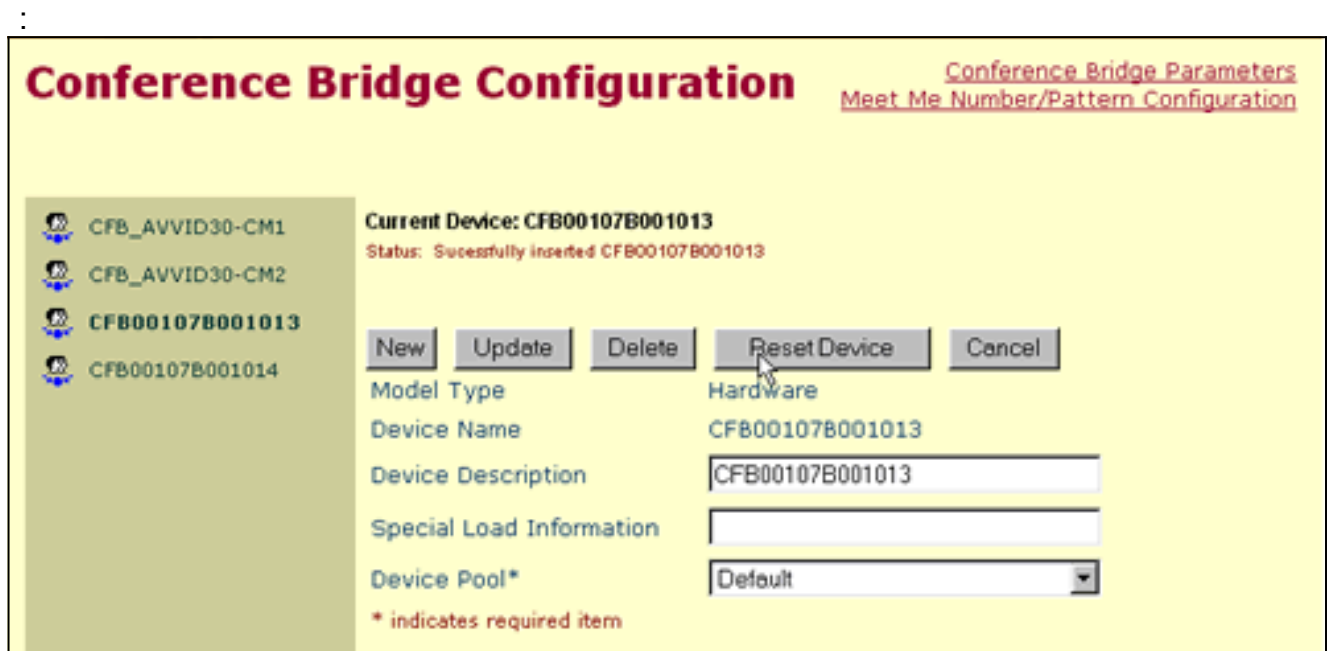 :
Conference Bridge Configuration
Conference Bridge Parameters
Meet Me Number/Pattern Configuration
CFB_AVVID30-CM1
CFB_AVVID30-CM2
CFB00107B001013
CFB00107B001014
Current Device: CFB00107B001013
Status: Sucessfully inserted CFB00107B001013
New Update Delete Reset Device Cancel
Model Type Hardware
Device Name CFB00107B001013
Device Description CFB00107B001013
Special Load Information
Device Pool* Default
* indicates required item